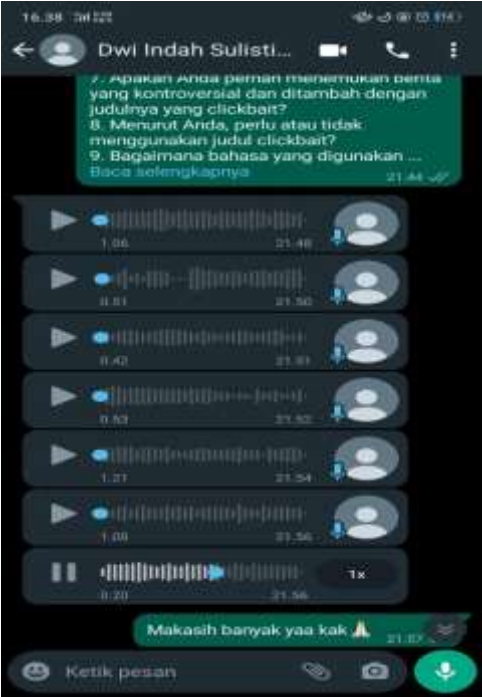 16.38
Dwi Indah Sulisti...
7. Apakah Anda pernah menemukan berita
yang kontroversial dan ditambah dengan
judulnya yang clickbait?
8. Menurut Anda, perlu atau tidak
menggunakan judul clickbait?
9. Bagaimana bahasa yang digunakan ...
Baca selengkapnya
21.44
1.06 21.48
0.51 21.50
0.42 21.51
0.53 21.52
1.21 21.54
1.08 21.56
1x
0.20 21.56
Makasih banyak yaa kak 🙏🏻
Ketik pesan